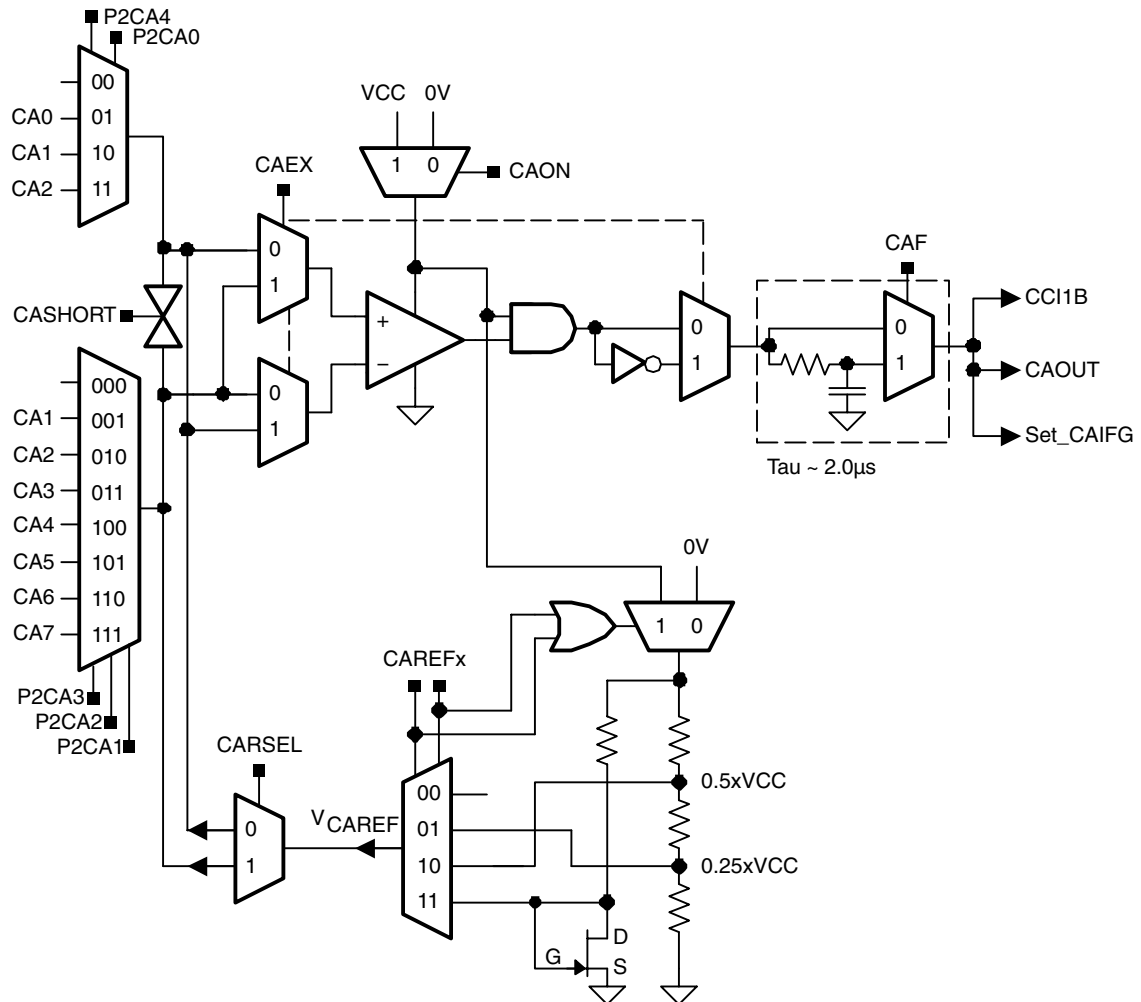 P2CA4
P2CA0
00
CA0 01
CA1 10
CA2 11
VCC 0V
1 0
CAON
CAEX
0
1
CASHORT
+
−
0
1
0
1
CAF
0
1
CCI1B
CAOUT
Set_CAIFG
Tau ~ 2.0µs
000
CA1 001
CA2 010
CA3 011
CA4 100
CA5 101
CA6 110
CA7 111
P2CA3
P2CA2
P2CA1
0V
1 0
CAREFx
CARSEL
0
1
VCAREF
00
01
10
11
0.5xVCC
0.25xVCC
G
D
S